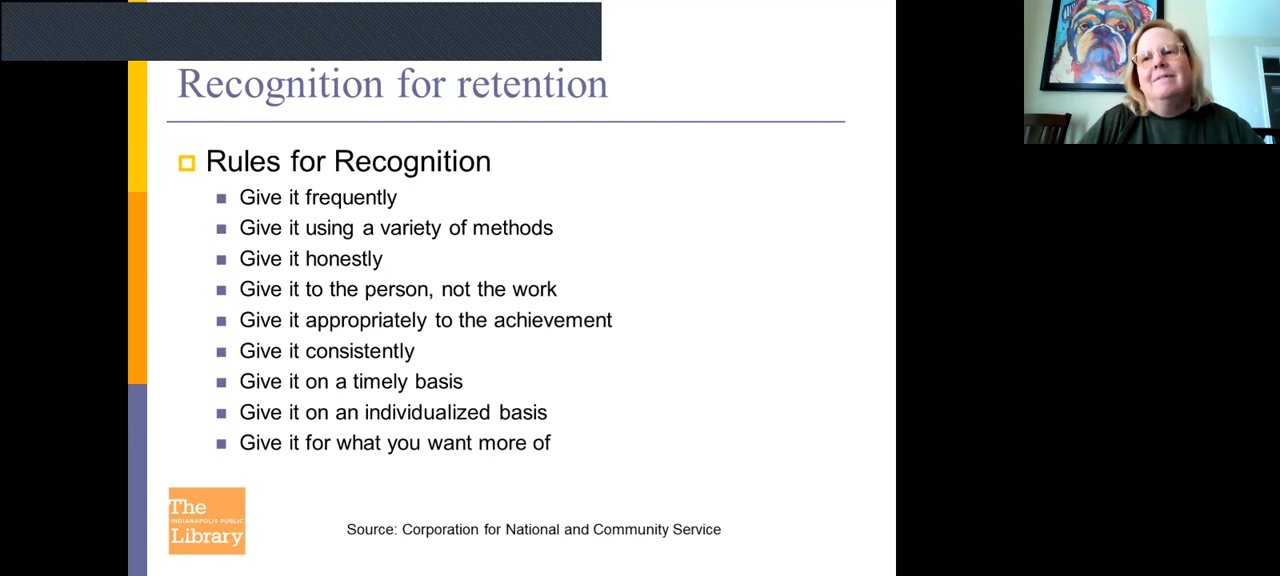 Recognition for retention
Rules for Recognition
Give it frequently
Give it using a variety of methods
Give it honestly
Give it to the person, not the work
Give it appropriately to the achievement
Give it consistently
Give it on a timely basis
Give it on an individualized basis
Give it for what you want more of
The
INDIANAPOLIS PUBLIC
Library
Source: Corporation for National and Community Service